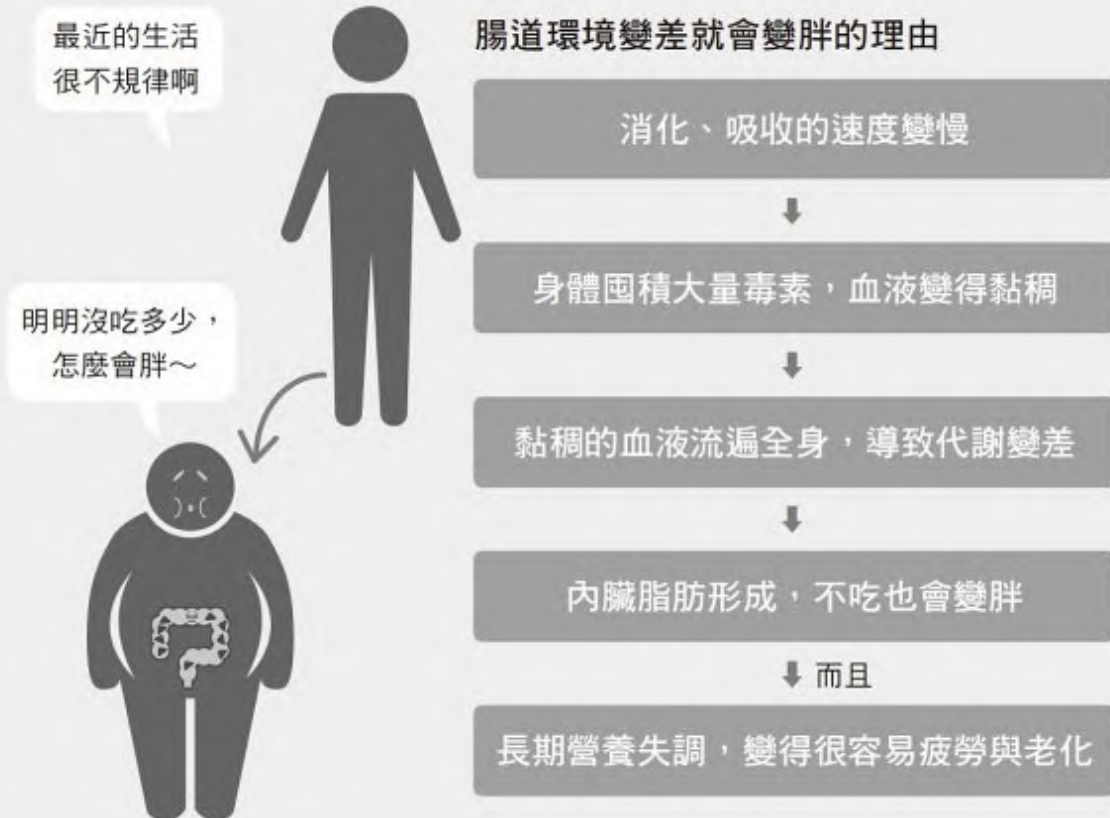 最近的生活
很不規律啊
明明沒吃多少，
怎麼會胖～
腸道環境變差就會變胖的理由
消化、吸收的速度變慢
身體囤積大量毒素，血液變得黏稠
黏稠的血液流遍全身，導致代謝變差
內臟脂肪形成，不吃也會變胖
而且
長期營養失調，變得很容易疲勞與老化